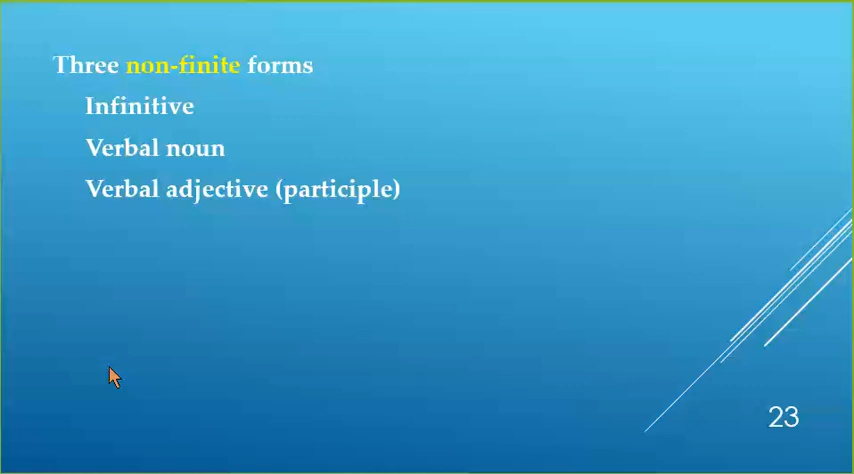 Three non-finite forms
Infinitive
Verbal noun
Verbal adjective (participle)
23